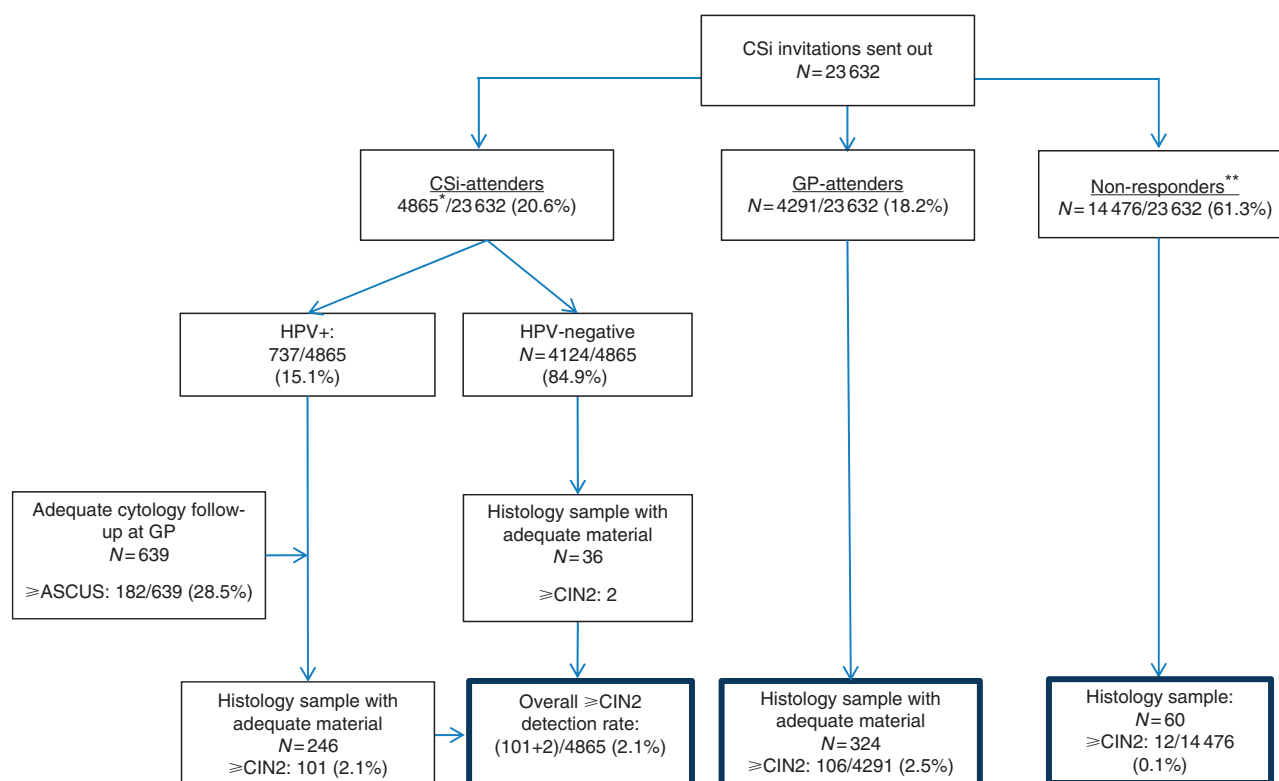 CSi invitations sent out
N=23 632
CSi-attenders
4865*/23 632 (20.6%)
GP-attenders
N=4291/23 632 (18.2%)
Non-responders**
N=14 476/23 632 (61.3%)
HPV+:
737/4865
(15.1%)
HPV-negative
N=4124/4865
(84.9%)
Adequate cytology follow-
up at GP
N=639
⩾ASCUS: 182/639 (28.5%)
Histology sample with
adequate material
N=36
⩾CIN2: 2
Histology sample with
adequate material
N=246
⩾CIN2: 101 (2.1%)
Overall ⩾CIN2
detection rate:
(101+2)/4865 (2.1%)
Histology sample with
adequate material
N=324
⩾CIN2: 106/4291 (2.5%)
Histology sample:
N=60
⩾CIN2: 12/14 476
(0.1%)